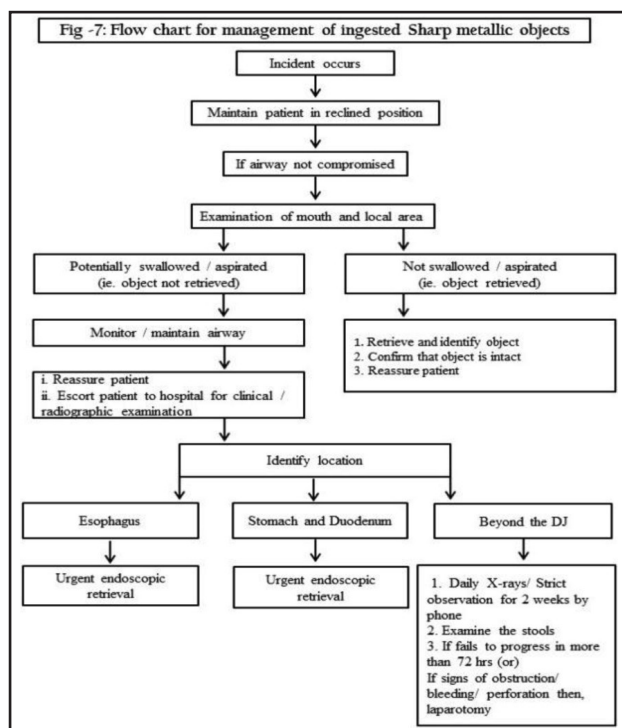 Fig -7: Flow chart for management of ingested Sharp metallic objects
Incident occurs
Maintain patient in reclined position
If airway not compromised
Examination of mouth and local area
Potentially swallowed / aspirated
(ie. object not retrieved)
Not swallowed / aspirated
(ie. object retrieved)
Monitor / maintain airway
1. Retrieve and identify object
2. Confirm that object is intact
3. Reassure patient
i. Reassure patient
ii. Escort patient to hospital for clinical /
radiographic examination
Identify location
Esophagus
Stomach and Duodenum
Beyond the DJ
Urgent endoscopic
retrieval
Urgent endoscopic
retrieval
1. Daily X-rays/ Strict
observation for 2 weeks by
phone
2. Examine the stools
3. If fails to progress in more
than 72 hrs (or)
If signs of obstruction/
bleeding/ perforation then,
laparotomy